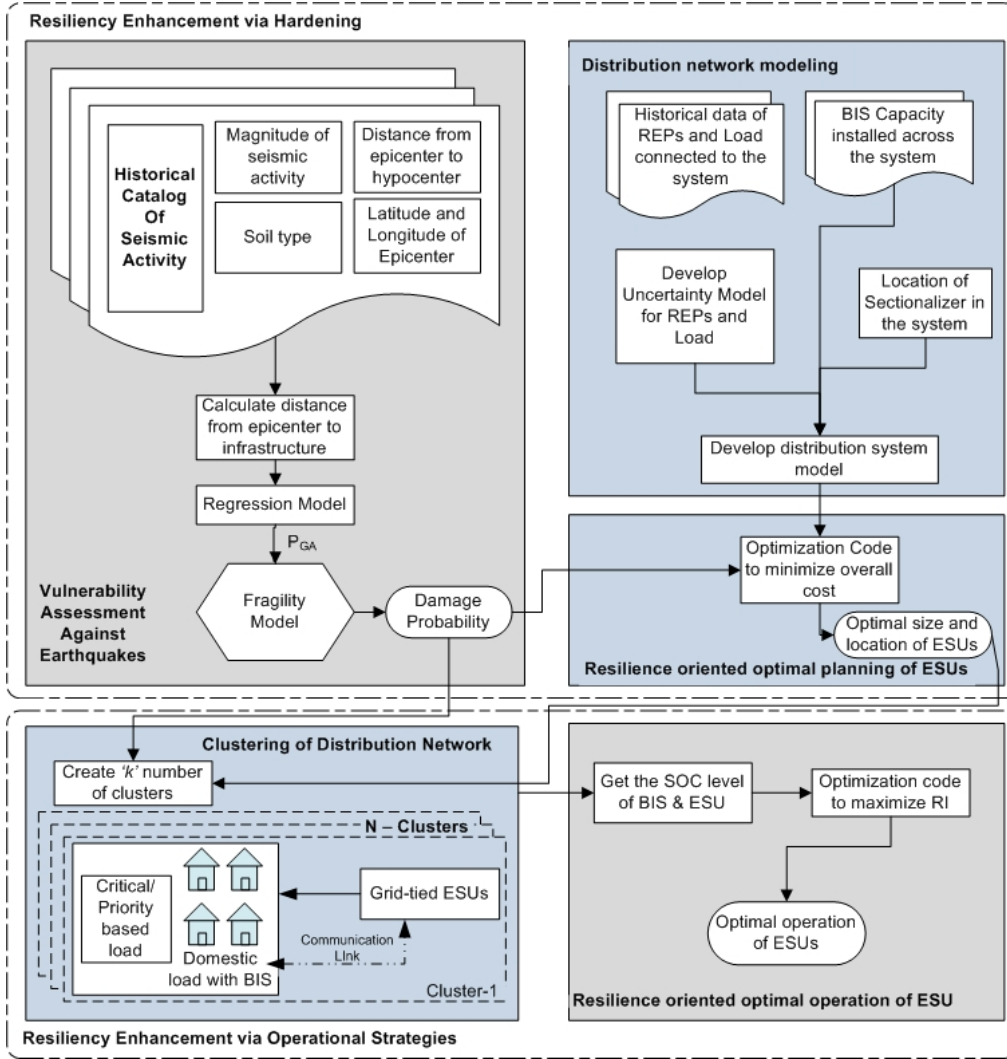 Resiliency Enhancement via Hardening
Historical
Catalog
Of
Seismic
Activity
Magnitude of
seismic
activity
Distance from
epicenter to
hypocenter
Soil type
Latitude and
Longitude of
Epicenter
Calculate distance
from epicenter to
infrastructure
Regression Model
PGA
Fragility
Model
Damage
Probability
Vulnerability
Assessment
Against
Earthquakes
Distribution network modeling
Historical data of
REPs and Load
connected to the
system
BIS Capacity
installed across
the system
Develop
Uncertainty Model
for REPs and
Load
Location of
Sectionalizer in
the system
Develop distribution system
model
Optimization Code
to minimize overall
cost
Optimal size and
location of ESUs
Resilience oriented optimal planning of ESUs
Clustering of Distribution Network
Create ‘k’ number
of clusters
N – Clusters
Critical/
Priority
based
load
Domestic
load with BIS
Grid-tied ESUs
Communication
LInk
Cluster-1
Get the SOC level
of BIS & ESU
Optimization code
to maximize RI
Optimal operation
of ESUs
Resilience oriented optimal operation of ESU
Resiliency Enhancement via Operational Strategies